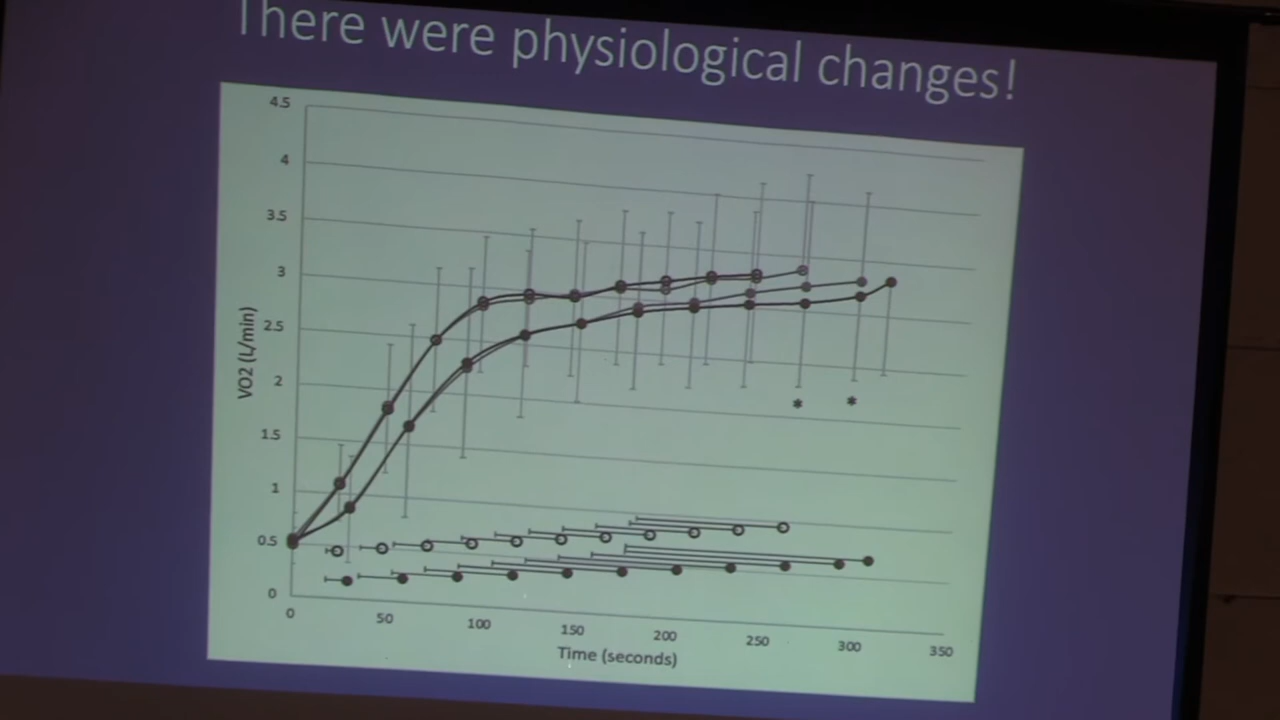 There were physiological changes!
4.5
4
3.5
3
2.5
2
1.5
1
0.5
0
VO2 (L/min)
* *
0 50 100 150 200 250 300 350
Time (seconds)